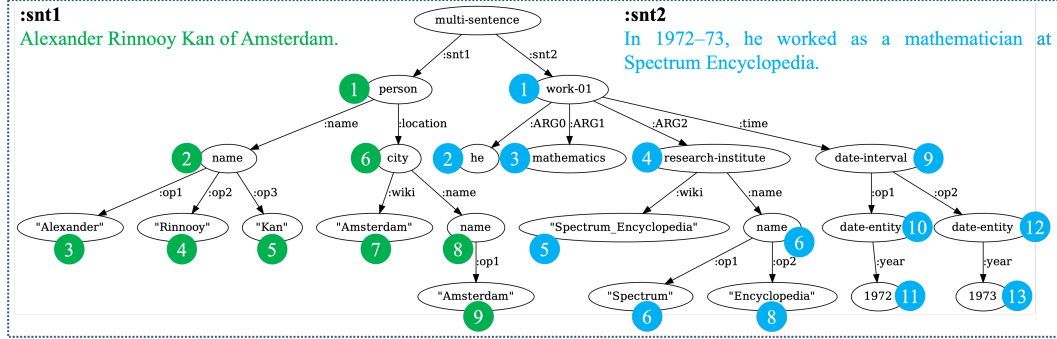 :snt1
Alexander Rinnooy Kan of Amsterdam.
:snt2
In 1972–73, he worked as a mathematician at
Spectrum Encyclopedia.
multi-sentence
:snt1 :snt2
1 person 1 work-01
:name :location :ARG0 :ARG1 :ARG2 :time
2 name 6 city 2 he 3 mathematics 4 research-institute date-interval 9
:op1 :op2 :op3 :wiki :name :wiki :name :op1 :op2
"Alexander" "Rinnooy" "Kan" "Amsterdam" name "Spectrum_Encyclopedia" name date-entity 10 date-entity 12
3 4 5 7 8 5 6
:op1 :op1 :op2 :year :year
"Amsterdam" "Spectrum" "Encyclopedia" 1972 11 1973 13
9 6 8